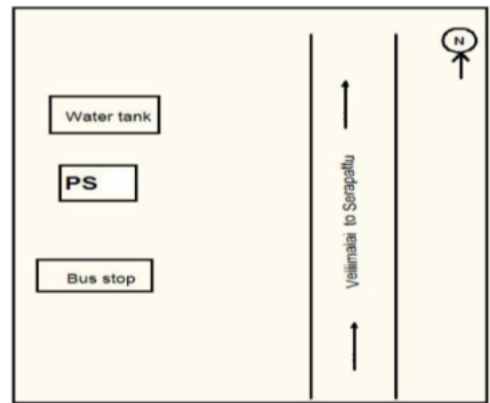 N
Water tank
PS
Vellimalai to Serapattu
Bus stop